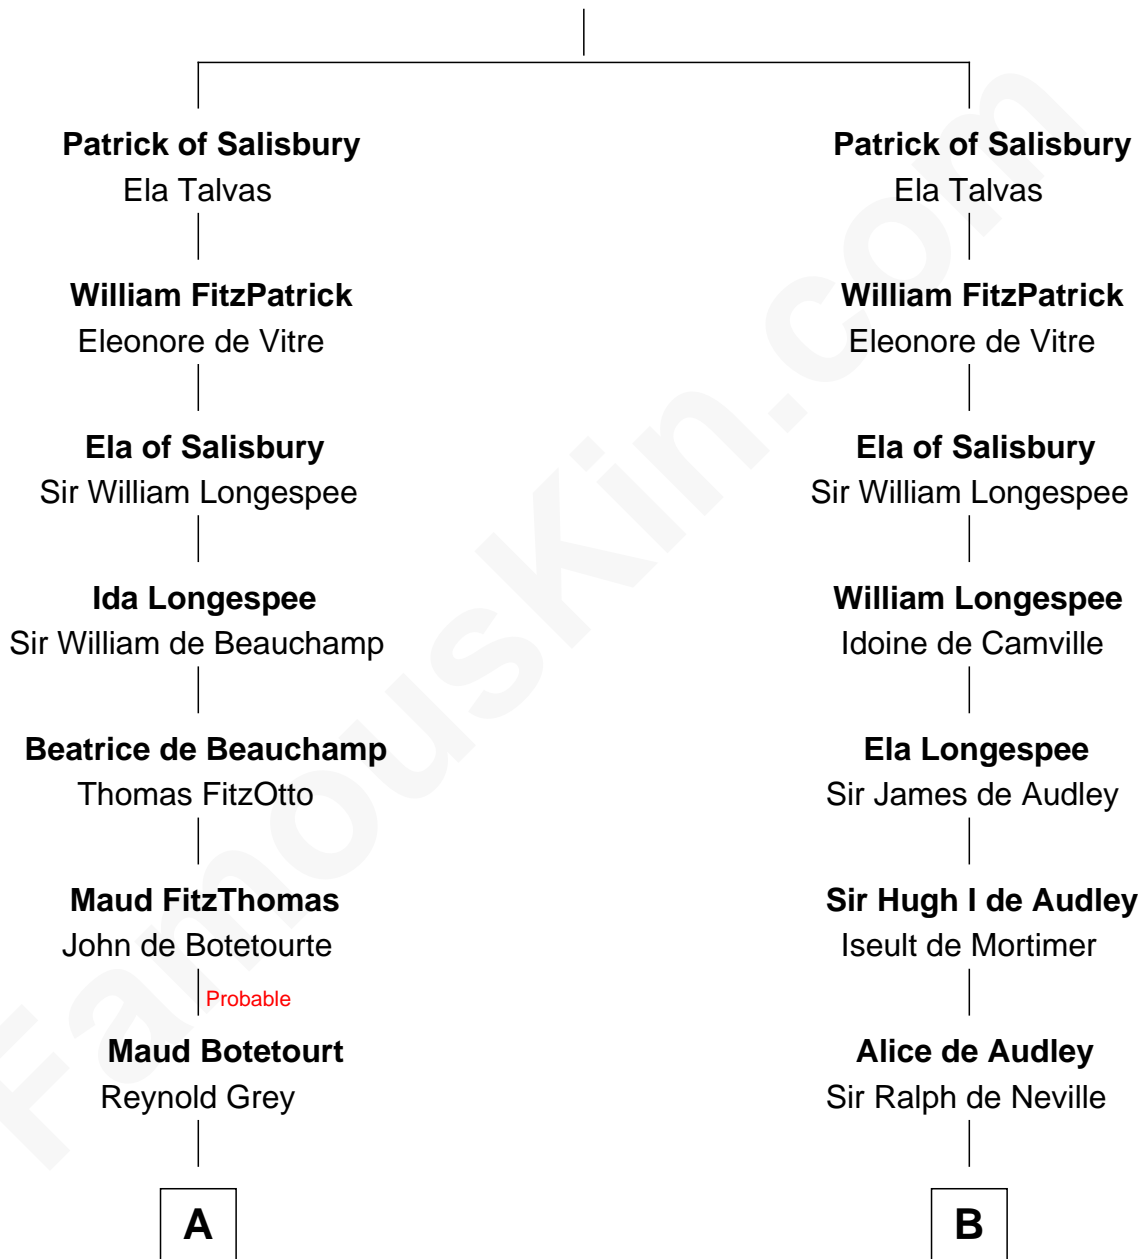 Patrick of Salisbury
Ela Talvas
William FitzPatrick
Eleonore de Vitre
Ela of Salisbury
Sir William Longespee
Ida Longespee
Sir William de Beauchamp
Beatrice de Beauchamp
Thomas FitzOtto
Maud FitzThomas
John de Botetourte
Probable
Maud Botetourt
Reynold Grey
A
Patrick of Salisbury
Ela Talvas
William FitzPatrick
Eleonore de Vitre
Ela of Salisbury
Sir William Longespee
William Longespee
Idoine de Camville
Ela Longespee
Sir James de Audley
Sir Hugh I de Audley
Iseult de Mortimer
Alice de Audley
Sir Ralph de Neville
B
FamousKin.com